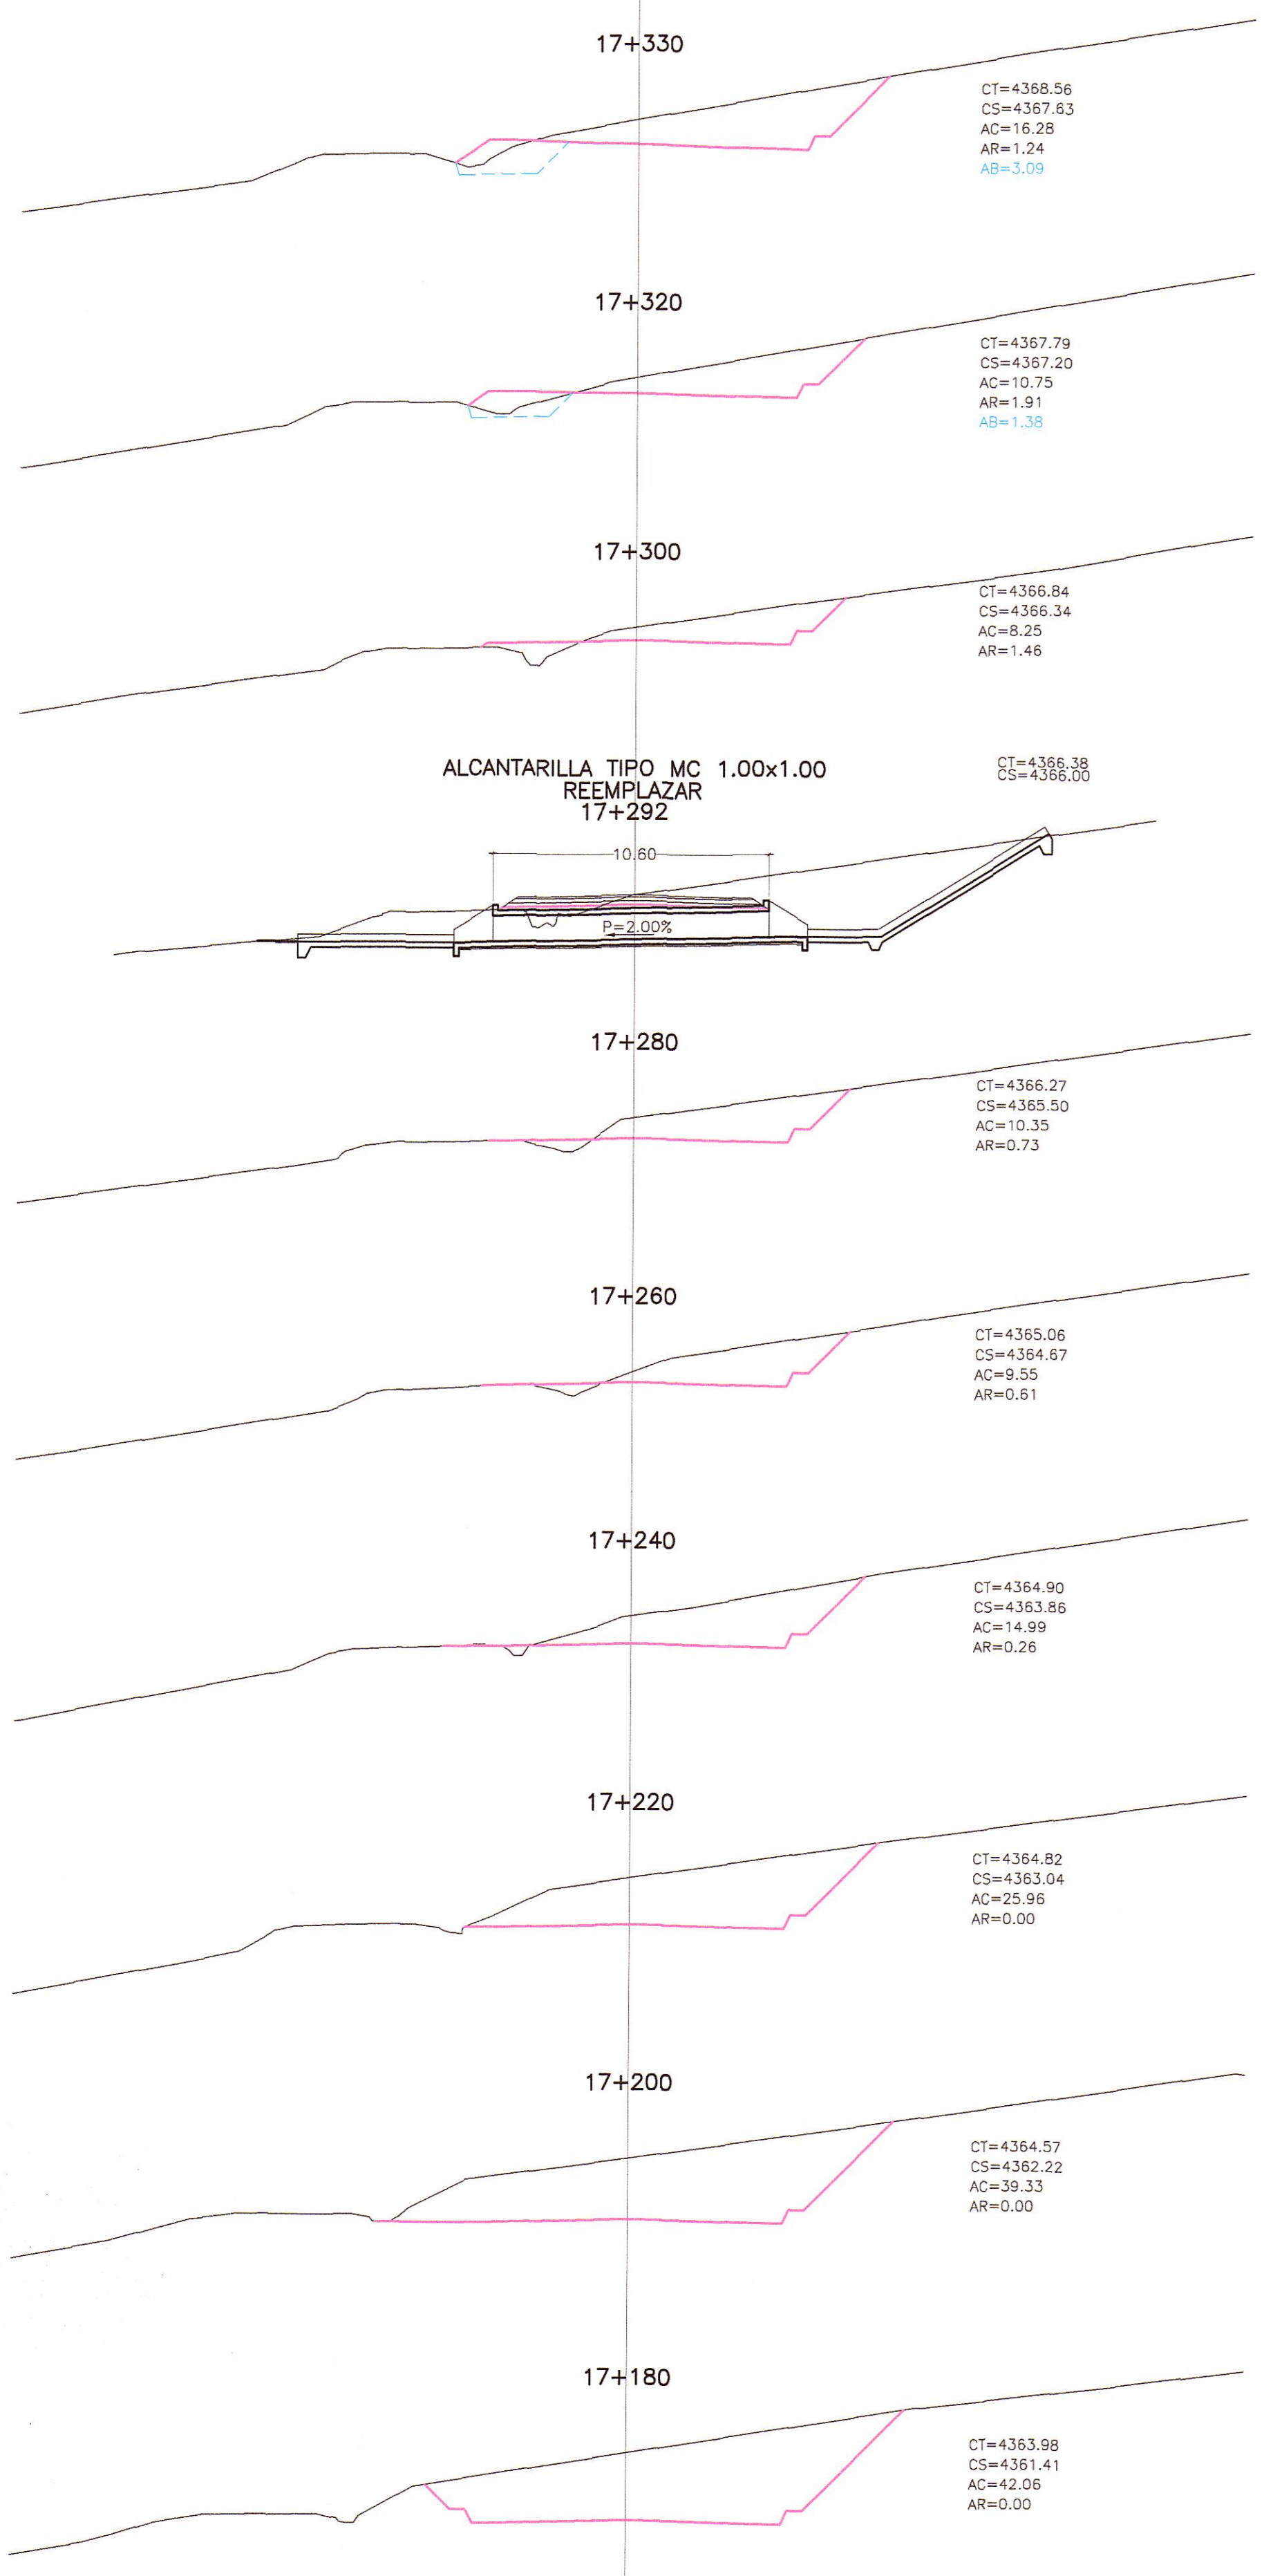 17+330
CT=4368.56
CS=4367.63
AC=16.28
AR=1.24
AB=3.09
17+320
CT=4367.79
CS=4367.20
AC=10.75
AR=1.91
AB=1.38
17+300
CT=4366.84
CS=4366.34
AC=8.25
AR=1.46
ALCANTARILLA TIPO MC 1.00x1.00
REEMPLAZAR
17+292
CT=4366.38
CS=4366.00
10.60
P=2.00%
17+280
CT=4366.27
CS=4365.50
AC=10.35
AR=0.73
17+260
CT=4365.06
CS=4364.67
AC=9.55
AR=0.61
17+240
CT=4364.90
CS=4363.86
AC=14.99
AR=0.26
17+220
CT=4364.82
CS=4363.04
AC=25.96
AR=0.00
17+200
CT=4364.57
CS=4362.22
AC=39.33
AR=0.00
17+180
CT=4363.98
CS=4361.41
AC=42.06
AR=0.00